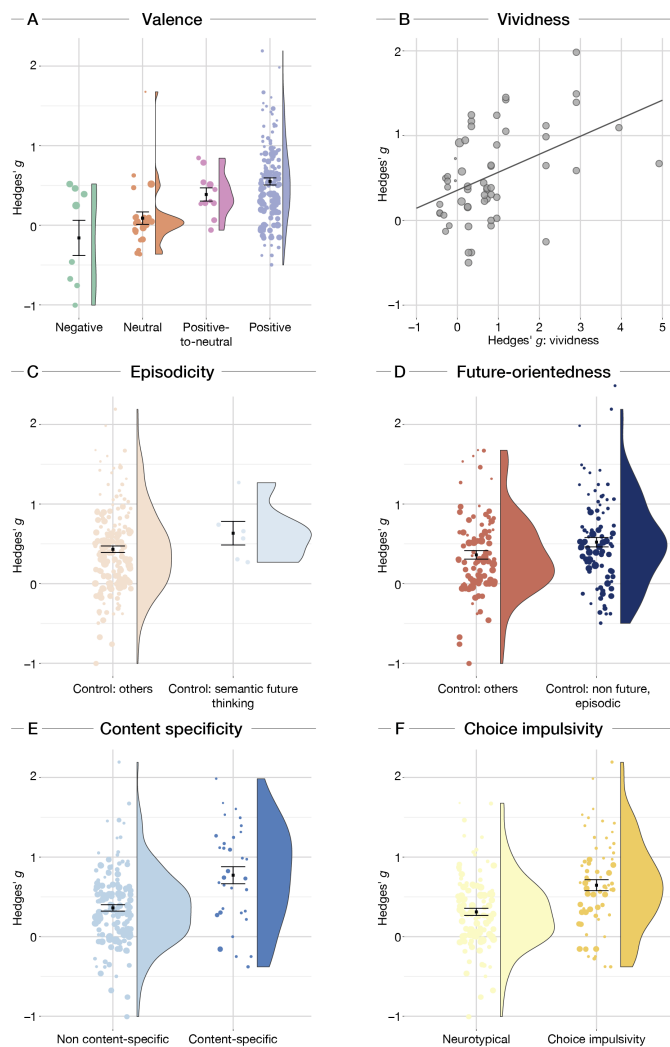 A Valence
2
1
0
−1
Hedges' g
Negative
Neutral
Positive-
to-neutral
Positive
B Vividness
2
1
0
−1
Hedges' g
−1 0 1 2 3 4 5
Hedges' g: vividness
C Episodicity
2
1
0
−1
Hedges' g
Control: others
Control: semantic future
thinking
D Future-orientedness
2
1
0
−1
Hedges' g
Control: others
Control: non future,
episodic
E Content specificity
2
1
0
−1
Hedges' g
Non content-specific
Content-specific
F Choice impulsivity
2
1
0
−1
Hedges' g
Neurotypical
Choice impulsivity